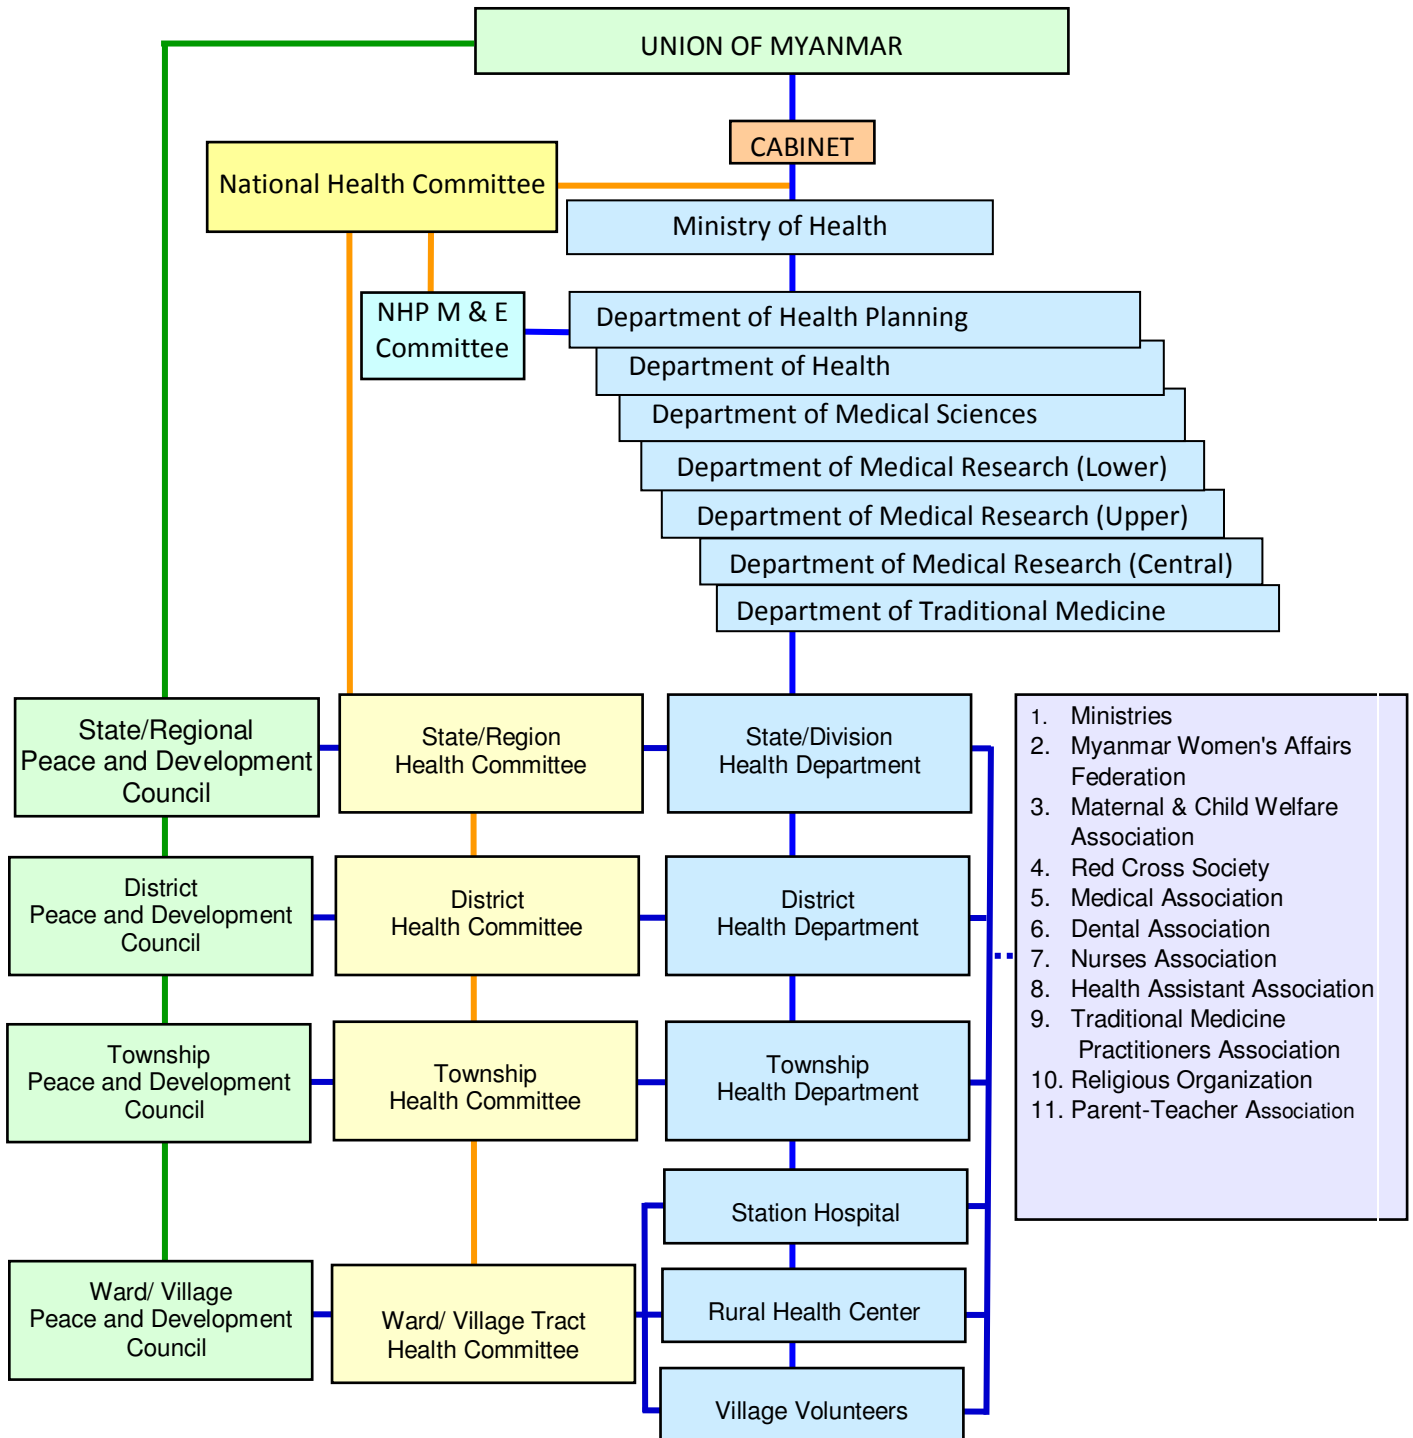 UNION OF MYANMAR
CABINET
National Health Committee
Ministry of Health
NHP M & E
Committee
Department of Health Planning
Department of Health
Department of Medical Sciences
Department of Medical Research (Lower)
Department of Medical Research (Upper)
Department of Medical Research (Central)
Department of Traditional Medicine
State/Regional
Peace and Development
Council
State/Region
Health Committee
State/Division
Health Department
District
Peace and Development
Council
District
Health Committee
District
Health Department
Township
Peace and Development
Council
Township
Health Committee
Township
Health Department
Station Hospital
Ward/ Village
Peace and Development
Council
Ward/ Village Tract
Health Committee
Rural Health Center
Village Volunteers
1. Ministries
2. Myanmar Women's Affairs
Federation
3. Maternal & Child Welfare
Association
4. Red Cross Society
5. Medical Association
6. Dental Association
7. Nurses Association
8. Health Assistant Association
9. Traditional Medicine
Practitioners Association
10. Religious Organization
11. Parent-Teacher Association